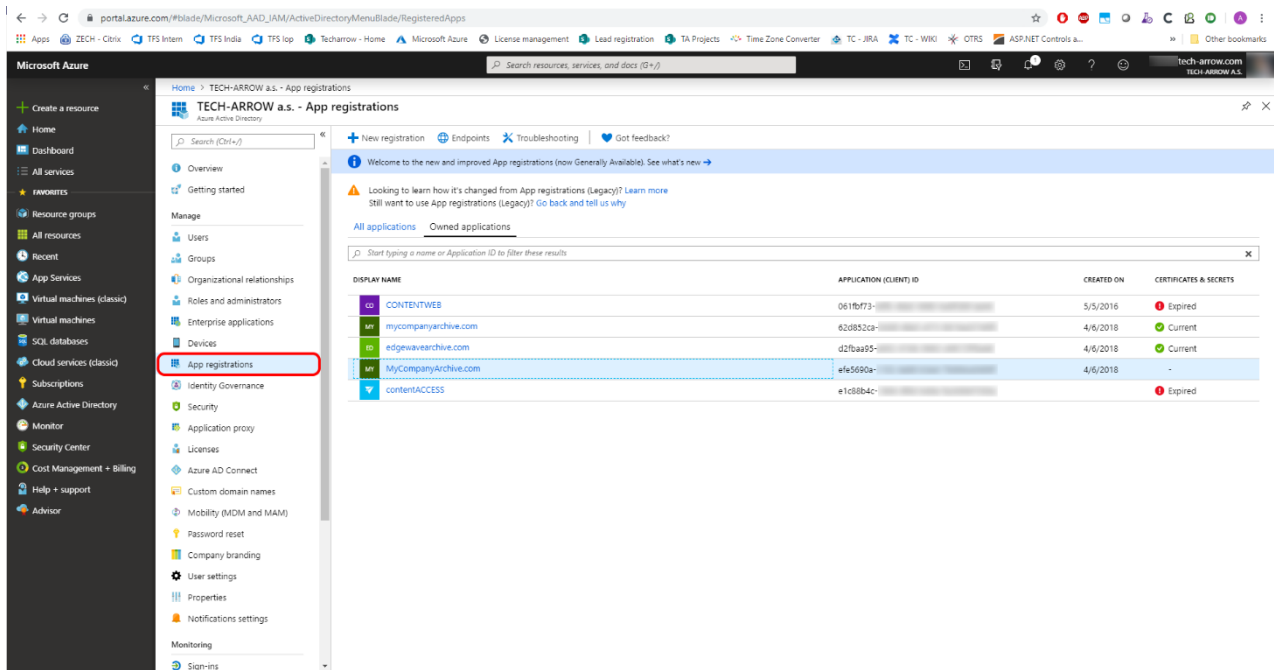 portal.azure.com/#blade/Microsoft_AAD_IAM/ActiveDirectoryMenuBlade/RegisteredApps
Apps ZECH - Citrix TFS Intern TFS India TFS lop Techarrow - Home Microsoft Azure License management Lead registration TA Projects Time Zone Converter TC - JIRA TC - WIKI OTRS ASP.NET Controls a... » Other bookmarks
Microsoft Azure
Search resources, services, and docs (G+/)
1
tech-arrow.com
TECH-ARROW A.S.
«
Create a resource
Home
Dashboard
All services
FAVORITES
Resource groups
All resources
Recent
App Services
Virtual machines (classic)
Virtual machines
SQL databases
Cloud services (classic)
Subscriptions
Azure Active Directory
Monitor
Security Center
Cost Management + Billing
Help + support
Advisor
Home > TECH-ARROW a.s. - App registrations
TECH-ARROW a.s. - App registrations
Azure Active Directory
Search (Ctrl+/)
«
Overview
Getting started
Manage
Users
Groups
Organizational relationships
Roles and administrators
Enterprise applications
Devices
App registrations
Identity Governance
Security
Application proxy
Licenses
Azure AD Connect
Custom domain names
Mobility (MDM and MAM)
Password reset
Company branding
User settings
Properties
Notifications settings
Monitoring
Sign-ins
New registration Endpoints Troubleshooting Got feedback?
Welcome to the new and improved App registrations (now Generally Available). See what's new →
Looking to learn how it's changed from App registrations (Legacy)? Learn more
Still want to use App registrations (Legacy)? Go back and tell us why
All applications Owned applications
Start typing a name or Application ID to filter these results
DISPLAY NAME APPLICATION (CLIENT) ID CREATED ON CERTIFICATES & SECRETS
CO CONTENTWEB 061fbf73- 5/5/2016 Expired
MY mycompanyarchive.com 62d852ca- 4/6/2018 Current
ED edgewavearchive.com d2fbaa95- 4/6/2018 Current
MY MyCompanyArchive.com efe5690a- 4/6/2018 -
contentACCESS e1c88b4c- Expired